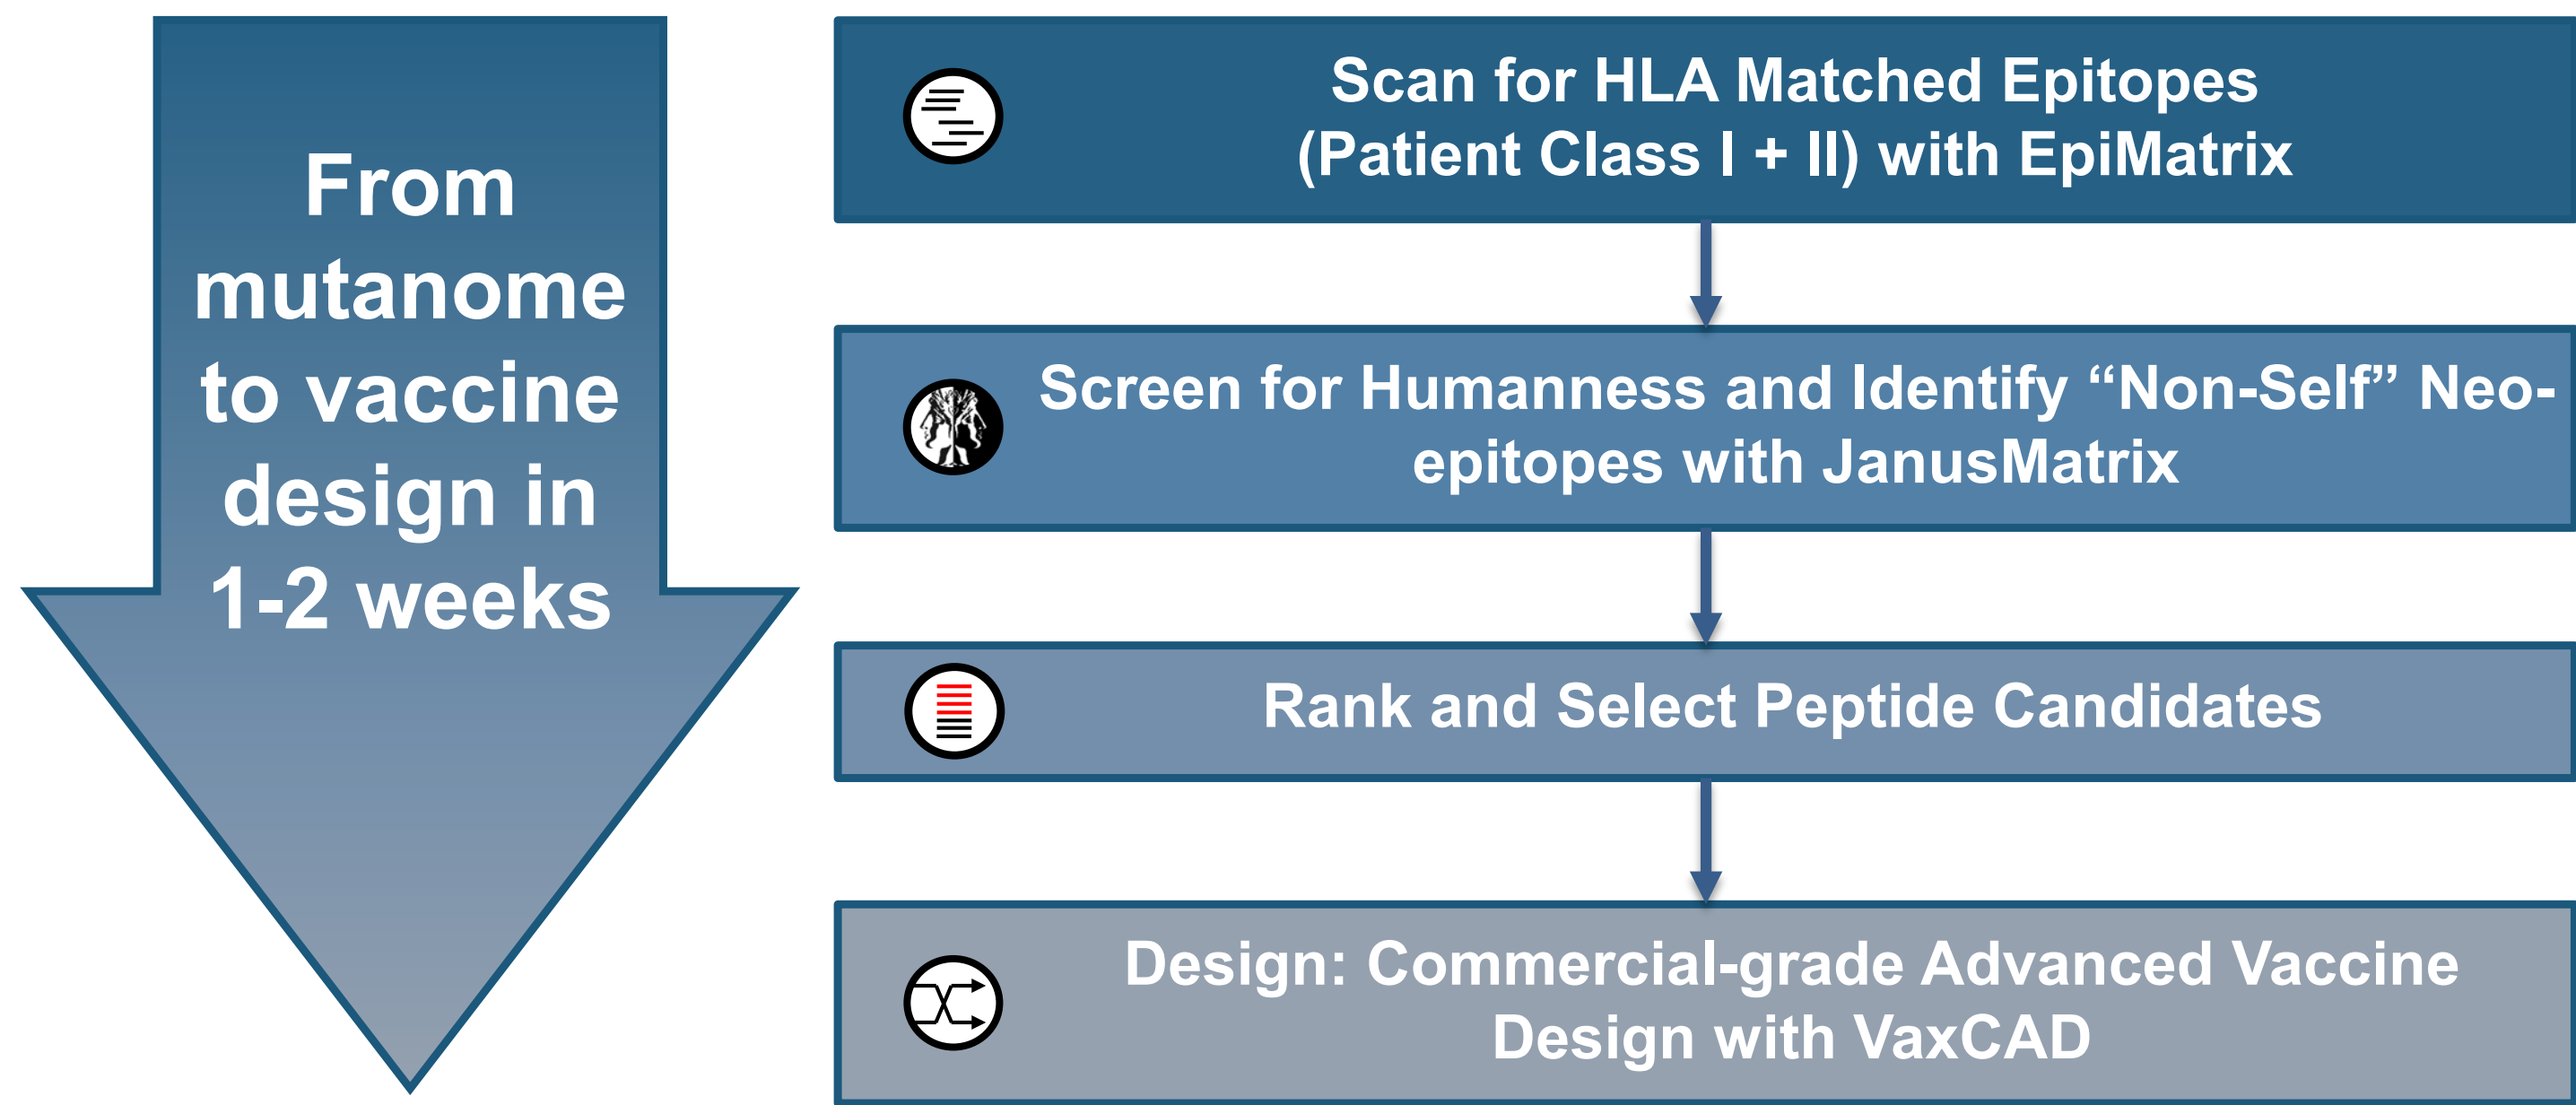 From
mutanome
to vaccine
design in
1-2 weeks
Scan for HLA Matched Epitopes
(Patient Class I + II) with EpiMatrix
Screen for Humanness and Identify “Non-Self” Neo-
epitopes with JanusMatrix
Rank and Select Peptide Candidates
Design: Commercial-grade Advanced Vaccine
Design with VaxCAD